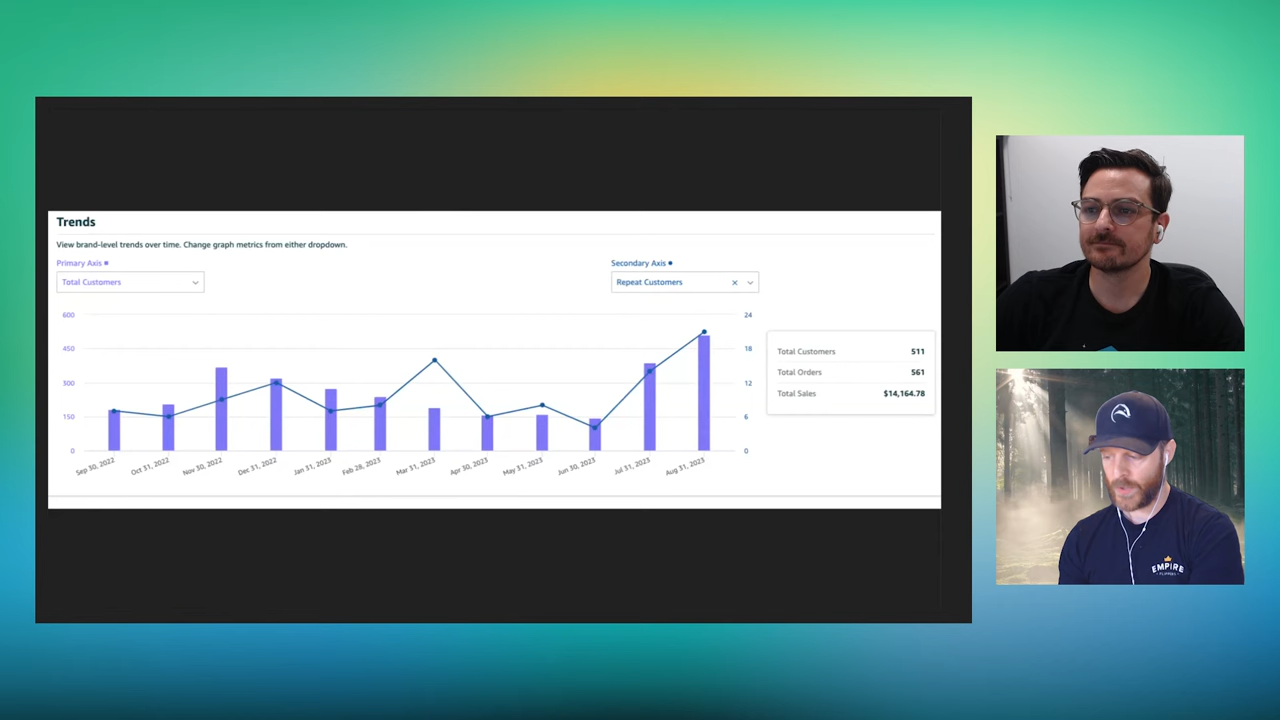 Trends
View brand-level trends over time. Change graph metrics from either dropdown.
Primary Axis
Secondary Axis
Total Customers
Repeat Customers
600
24
450
18
300
12
150
6
0
0
Sep 30, 2022
Oct 31, 2022
Nov 30, 2022
Dec 31, 2022
Jan 31, 2023
Feb 28, 2023
Mar 31, 2023
Apr 30, 2023
May 31, 2023
Jun 30, 2023
Jul 31, 2023
Aug 31, 2023
Total Customers 511
Total Orders 561
Total Sales $14,164.78
EMPIRE
FLIPPERS